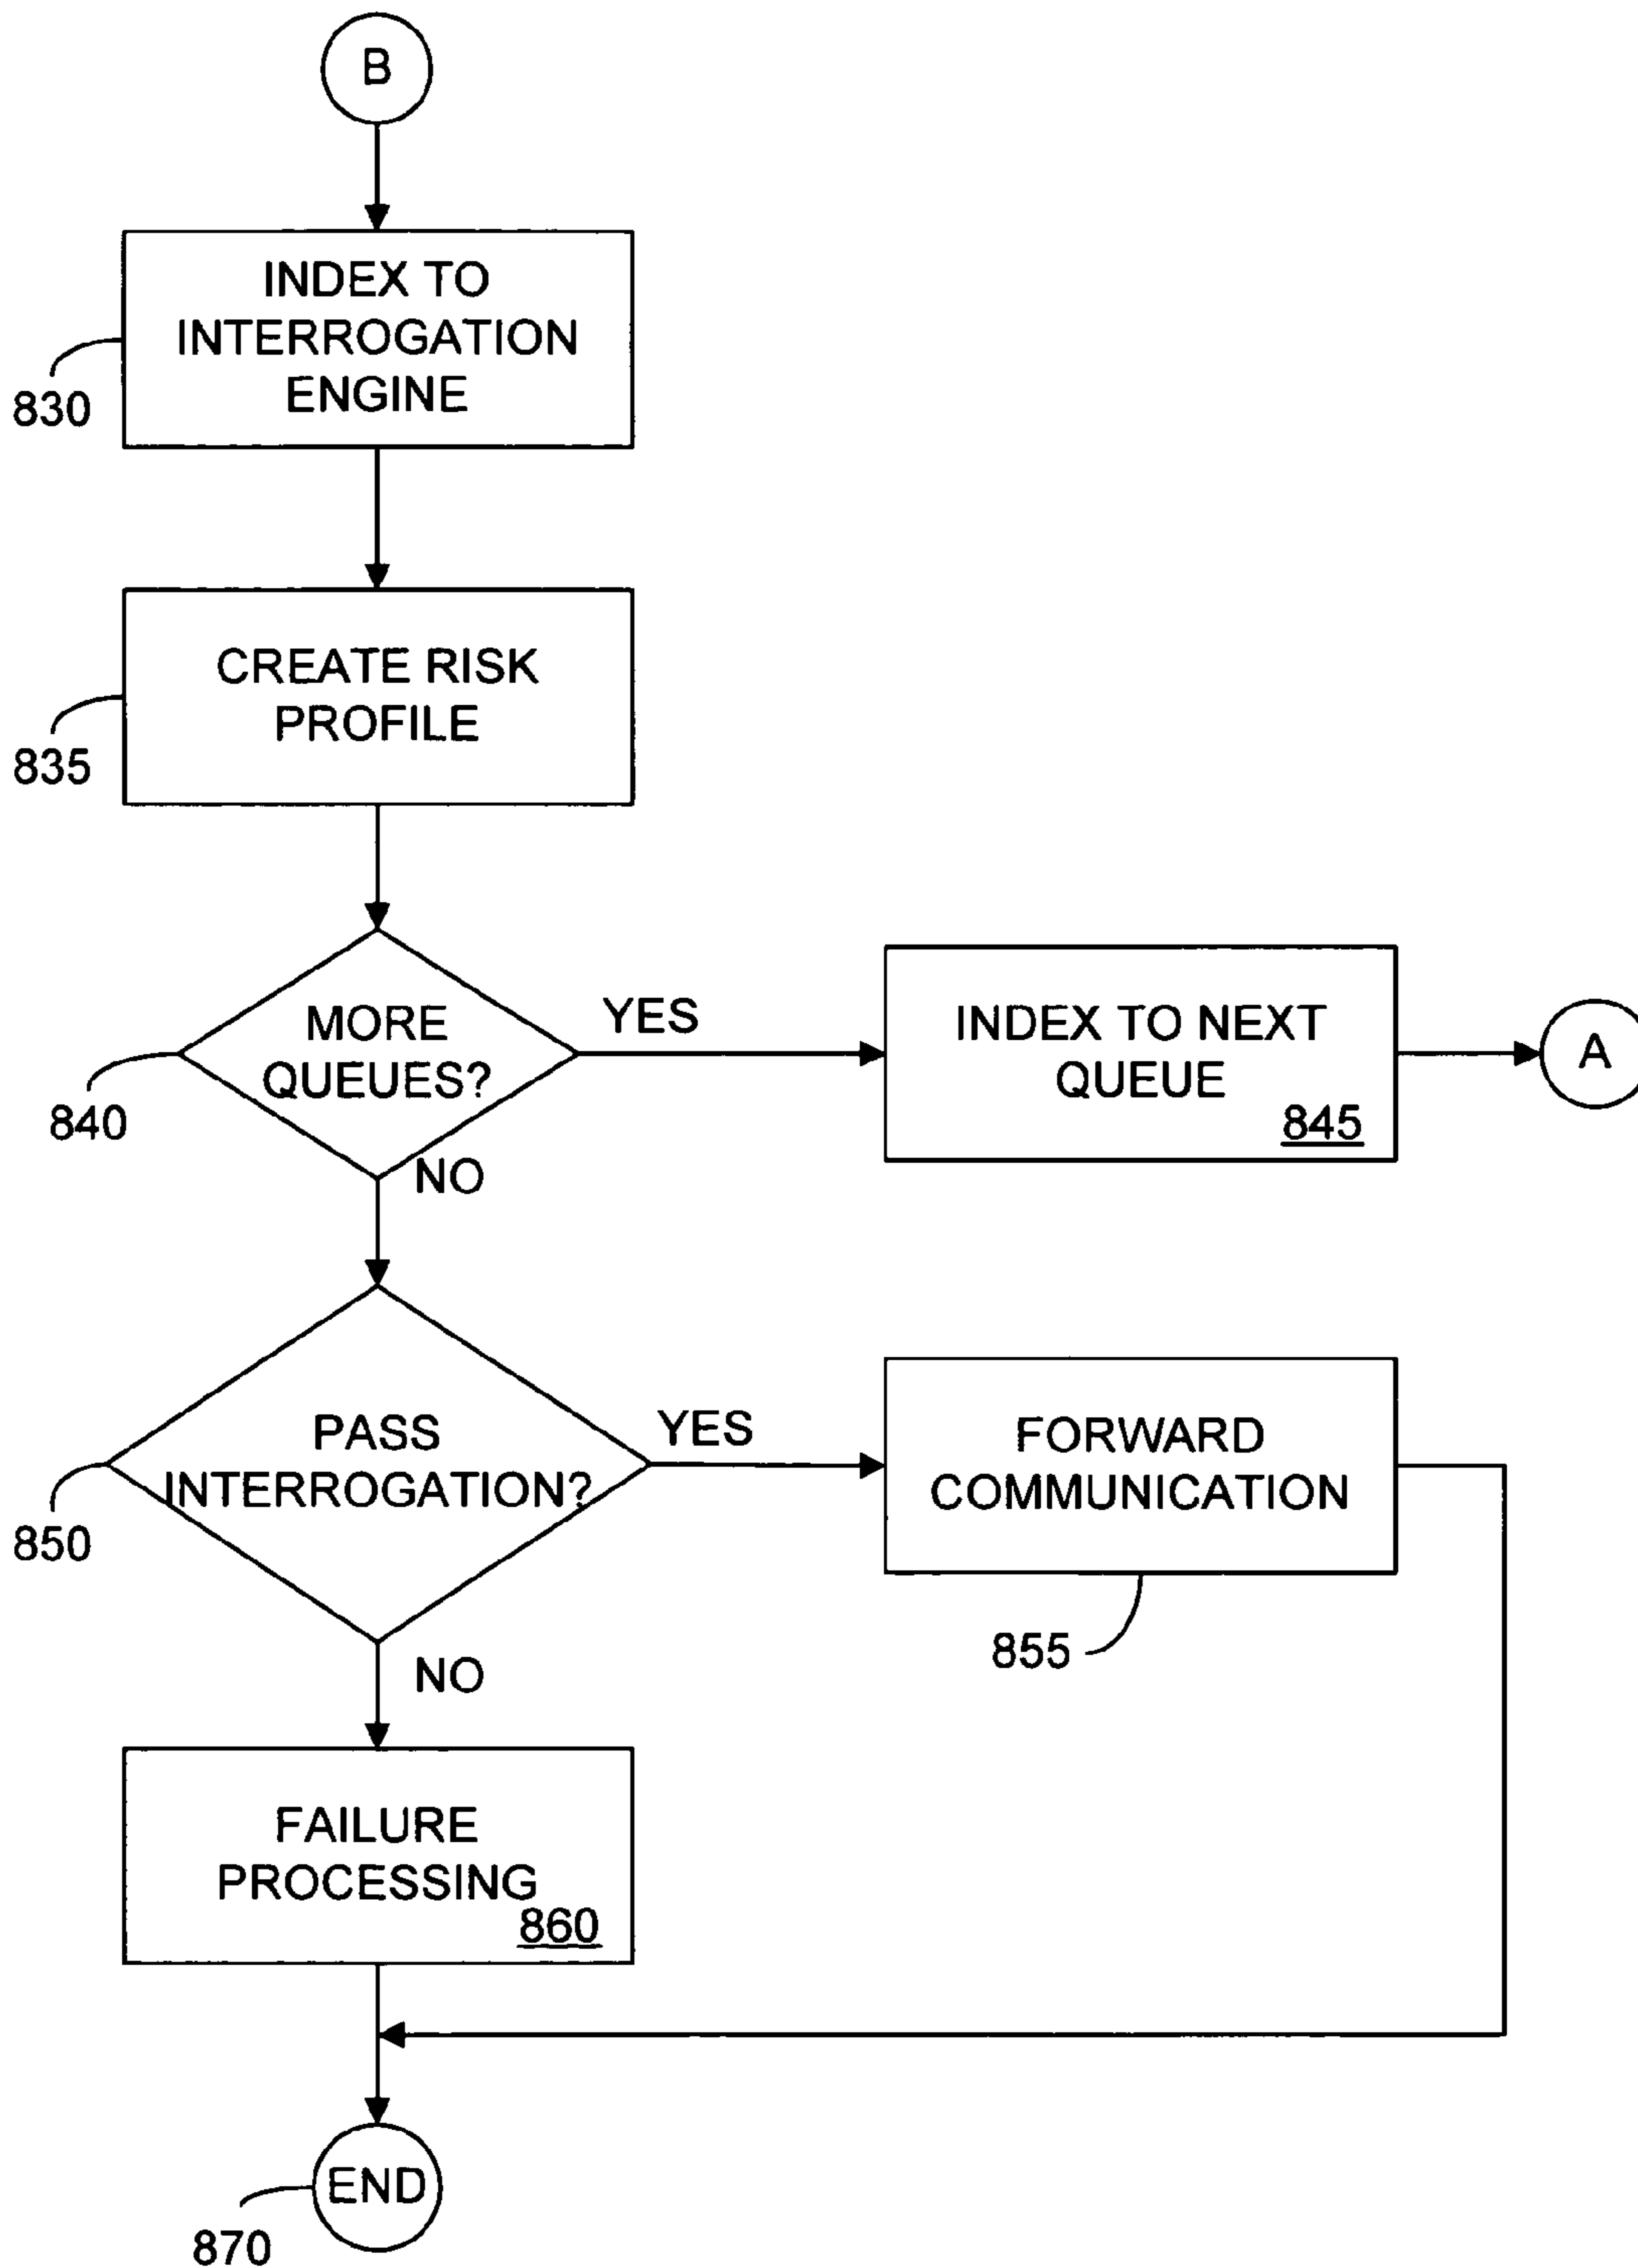 B
INDEX TO
INTERROGATION
ENGINE
830
CREATE RISK
PROFILE
835
MORE
QUEUES?
840
YES
INDEX TO NEXT
QUEUE
845
A
NO
PASS
INTERROGATION?
850
YES
FORWARD
COMMUNICATION
855
NO
FAILURE
PROCESSING
860
END
870